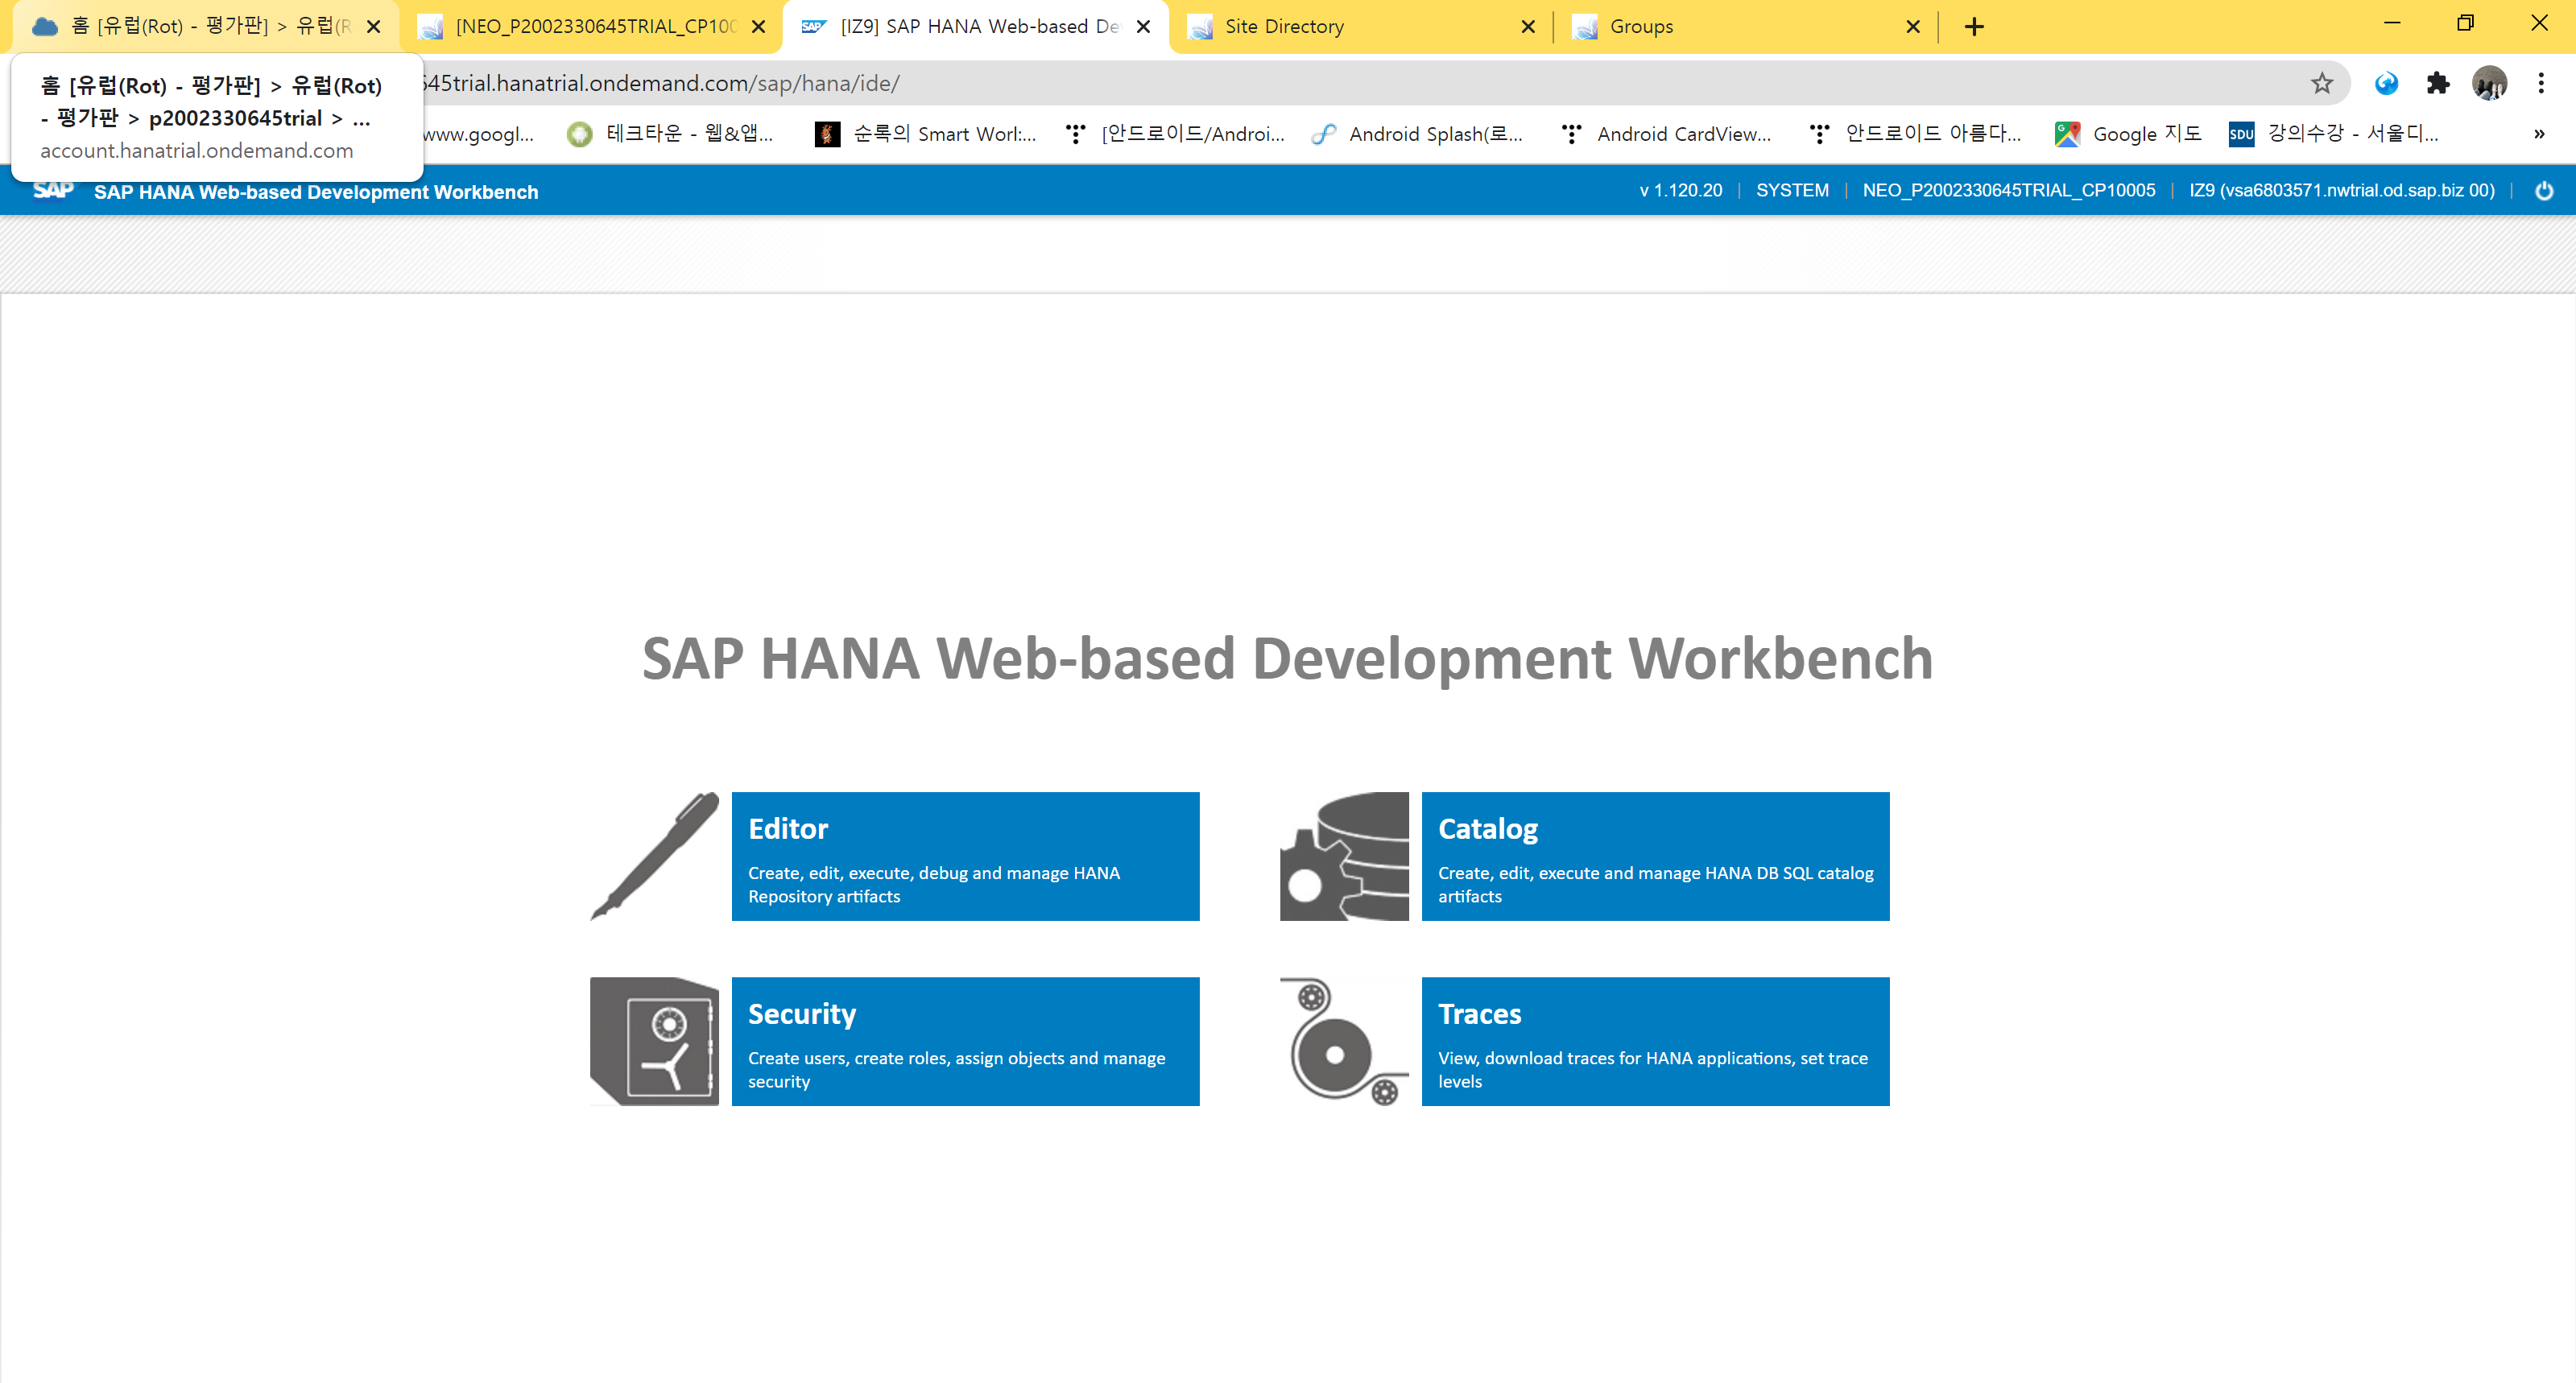 홈 [유럽(Rot) - 평가판] > 유럽(R
[NEO_P2002330645TRIAL_CP100
[IZ9] SAP HANA Web-based De
Site Directory
Groups
홈 [유럽(Rot) - 평가판] > 유럽(Rot)
- 평가판 > p2002330645trial > ...
account.hanatrial.ondemand.com
645trial.hanatrial.ondemand.com/sap/hana/ide/
www.googl...
테크타운 - 웹&앱...
순록의 Smart Worl:...
[안드로이드/Androi...
Android Splash(로...
Android CardView...
안드로이드 아름다...
Google 지도
SDU
강의수강 - 서울디...
»
SAP
SAP HANA Web-based Development Workbench
v 1.120.20 | SYSTEM | NEO_P2002330645TRIAL_CP10005 | IZ9 (vsa6803571.nwtrial.od.sap.biz 00) |
SAP HANA Web-based Development Workbench
Editor
Create, edit, execute, debug and manage HANA
Repository artifacts
Catalog
Create, edit, execute and manage HANA DB SQL catalog
artifacts
Security
Create users, create roles, assign objects and manage
security
Traces
View, download traces for HANA applications, set trace
levels